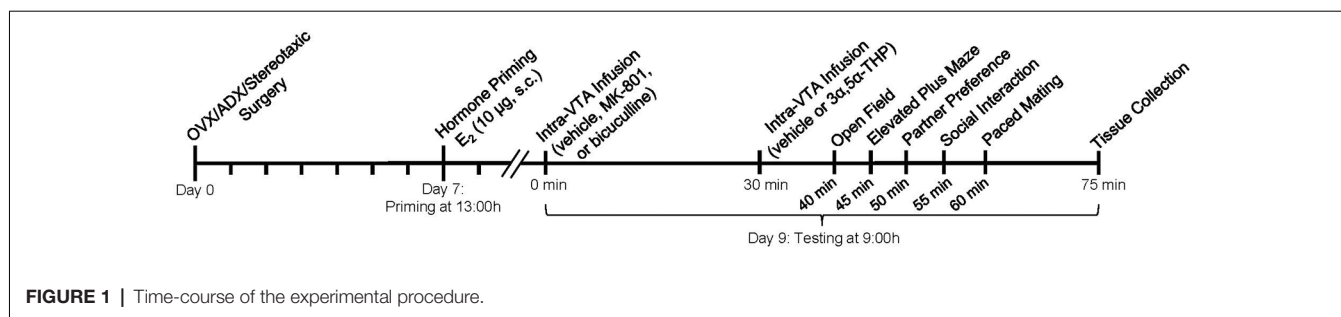 OVX/ADX/Stereotaxic
Surgery
Hormone Priming
E₂ (10 µg, s.c.)
Intra-VTA Infusion
(vehicle, MK-801,
or bicuculline)
Intra-VTA Infusion
(vehicle or 3α,5α-THP)
Open Field
Elevated Plus Maze
Partner Preference
Social Interaction
Paced Mating
Tissue Collection
Day 0
Day 7:
Priming at 13:00h
0 min
30 min
40 min
45 min
50 min
55 min
60 min
75 min
Day 9: Testing at 9:00h
FIGURE 1 | Time-course of the experimental procedure.